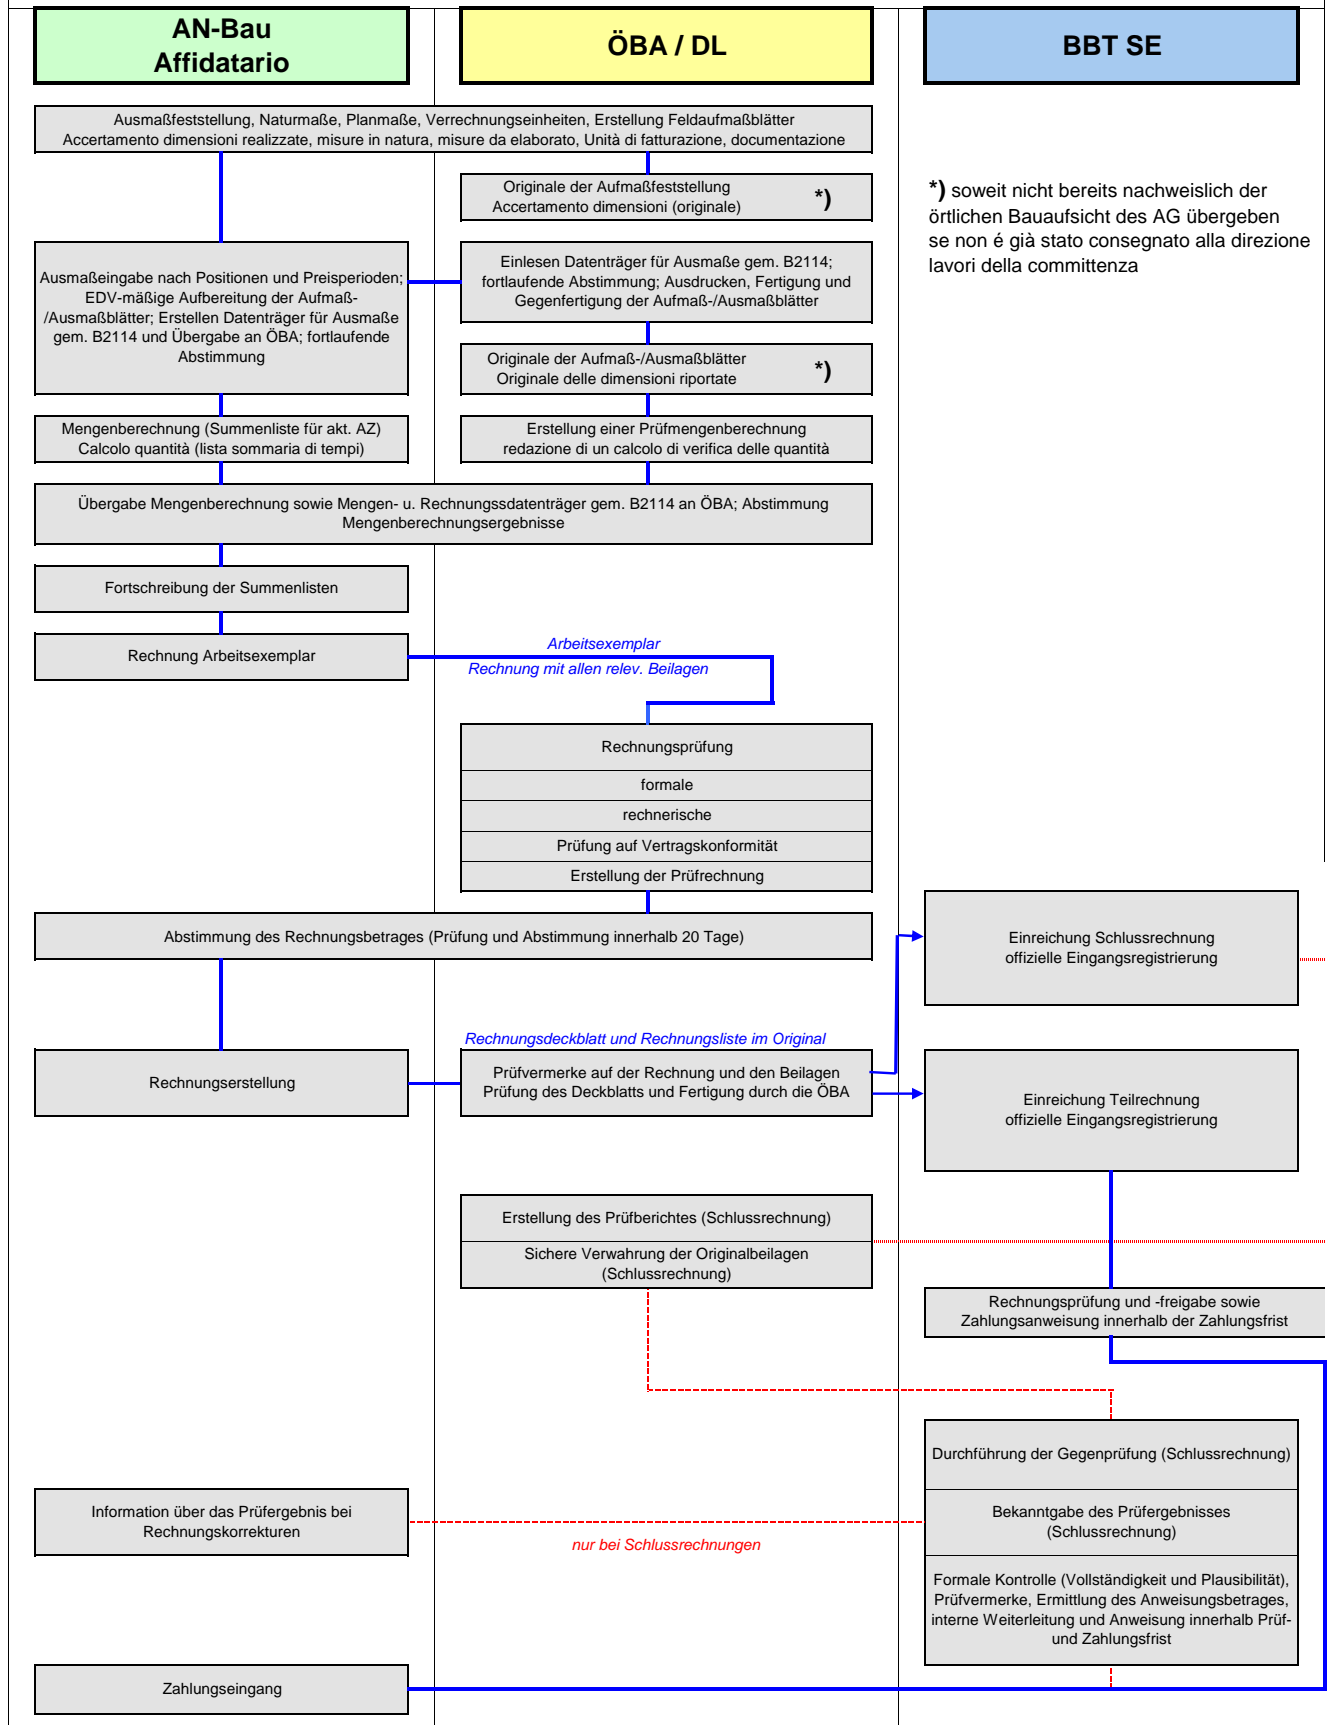 AN-Bau
Affidatario
ÖBA / DL
BBT SE
Ausmaßfeststellung, Naturmaße, Planmaße, Verrechnungseinheiten, Erstellung Feldaufmaßblätter
Accertamento dimensioni realizzate, misure in natura, misure da elaborato, Unità di fatturazione, documentazione
Originale der Aufmaßfeststellung
Accertamento dimensioni (originale)
*)
*) soweit nicht bereits nachweislich der
örtlichen Bauaufsicht des AG übergeben
se non é già stato consegnato alla direzione
lavori della committenza
Ausmaßeingabe nach Positionen und Preisperioden;
EDV-mäßige Aufbereitung der Aufmaß-
/Ausmaßblätter; Erstellen Datenträger für Ausmaße
gem. B2114 und Übergabe an ÖBA; fortlaufende
Abstimmung
Einlesen Datenträger für Ausmaße gem. B2114;
fortlaufende Abstimmung; Ausdrucken, Fertigung und
Gegenfertigung der Aufmaß-/Ausmaßblätter
Originale der Aufmaß-/Ausmaßblätter
Originale delle dimensioni riportate
*)
Mengenberechnung (Summenliste für akt. AZ)
Calcolo quantità (lista sommaria di tempi)
Erstellung einer Prüfmengenberechnung
redazione di un calcolo di verifica delle quantità
Übergabe Mengenberechnung sowie Mengen- u. Rechnungssdatenträger gem. B2114 an ÖBA; Abstimmung
Mengenberechnungsergebnisse
Fortschreibung der Summenlisten
Rechnung Arbeitsexemplar
Arbeitsexemplar
Rechnung mit allen relev. Beilagen
Rechnungsprüfung
formale
rechnerische
Prüfung auf Vertragskonformität
Erstellung der Prüfrechnung
Abstimmung des Rechnungsbetrages (Prüfung und Abstimmung innerhalb 20 Tage)
Einreichung Schlussrechnung
offizielle Eingangsregistrierung
Rechnungsdeckblatt und Rechnungsliste im Original
Rechnungserstellung
Prüfvermerke auf der Rechnung und den Beilagen
Prüfung des Deckblatts und Fertigung durch die ÖBA
Einreichung Teilrechnung
offizielle Eingangsregistrierung
Erstellung des Prüfberichtes (Schlussrechnung)
Sichere Verwahrung der Originalbeilagen
(Schlussrechnung)
Rechnungsprüfung und -freigabe sowie
Zahlungsanweisung innerhalb der Zahlungsfrist
Durchführung der Gegenprüfung (Schlussrechnung)
Information über das Prüfergebnis bei
Rechnungskorrekturen
nur bei Schlussrechnungen
Bekanntgabe des Prüfergebnisses
(Schlussrechnung)
Formale Kontrolle (Vollständigkeit und Plausibilität),
Prüfvermerke, Ermittlung des Anweisungsbetrages,
interne Weiterleitung und Anweisung innerhalb Prüf-
und Zahlungsfrist
Zahlungseingang